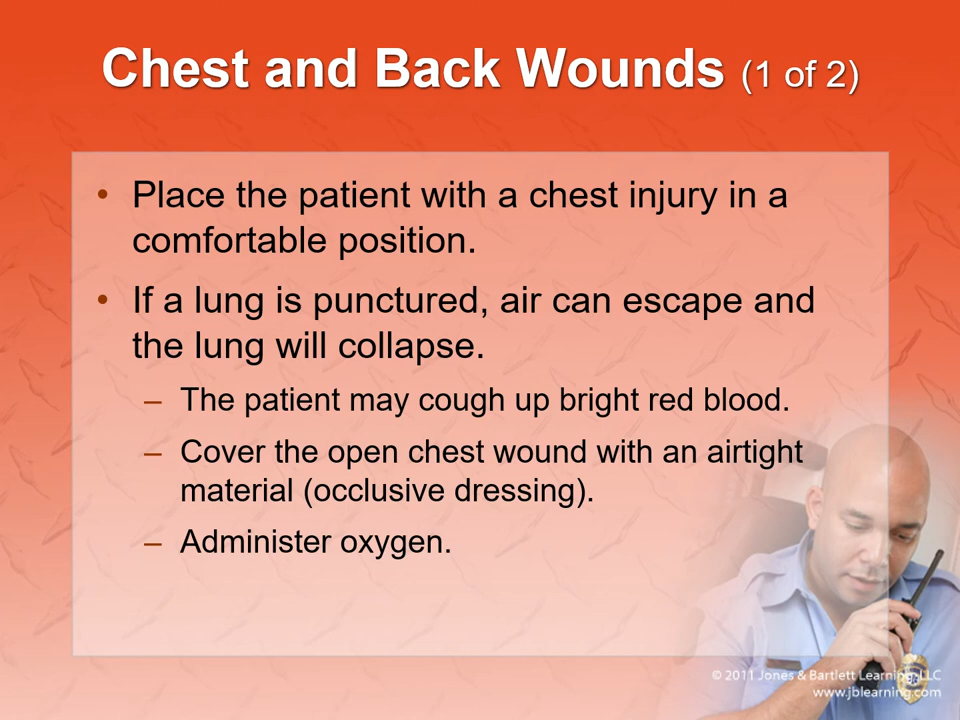 Chest and Back Wounds (1 of 2)
• Place the patient with a chest injury in a
comfortable position.
• If a lung is punctured, air can escape and
the lung will collapse.
– The patient may cough up bright red blood.
– Cover the open chest wound with an airtight
material (occlusive dressing).
– Administer oxygen.
© 2011 Jones & Bartlett Learning, LLC
www.jblearning.com